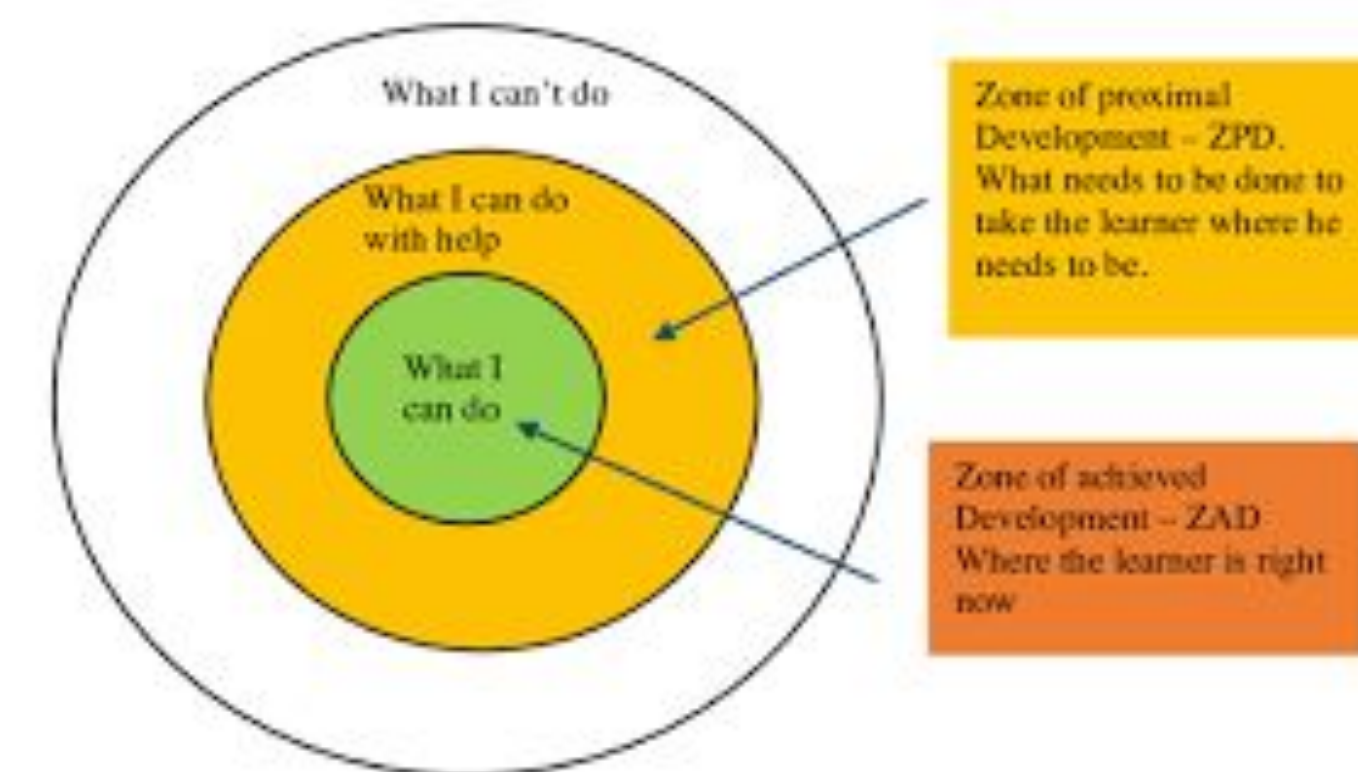 What I can't do
What I can do
with help
What I
can do
Zone of proximal
Development – ZPD.
What needs to be done to
take the learner where he
needs to be.
Zone of achieved
Development – ZAD
Where the learner is right
now